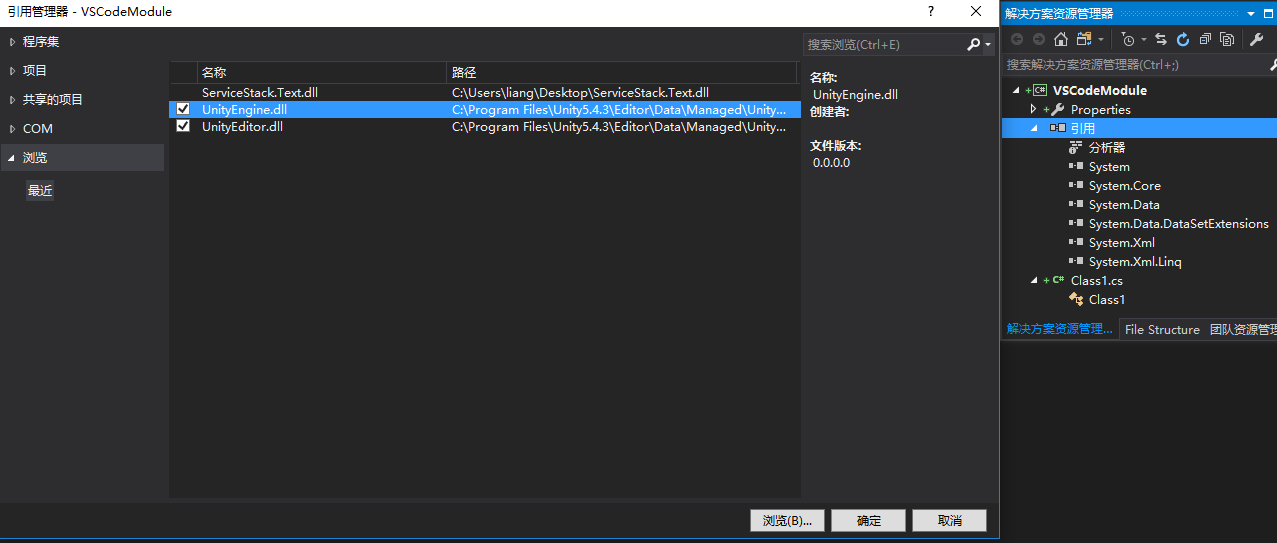 引用管理器 - VSCodeModule
?
程序集
项目
共享的项目
COM
浏览
最近
名称 路径
ServiceStack.Text.dll C:\Users\liang\Desktop\ServiceStack.Text.dll
UnityEngine.dll C:\Program Files\Unity5.4.3\Editor\Data\Managed\Unity...
UnityEditor.dll C:\Program Files\Unity5.4.3\Editor\Data\Managed\Unity...
搜索浏览(Ctrl+E)
名称:
UnityEngine.dll
创建者:
文件版本:
0.0.0.0
浏览(B)... 确定 取消
解决方案资源管理器
搜索解决方案资源管理器(Ctrl+;)
+ C# VSCodeModule
+ Properties
引用
分析器
System
System.Core
System.Data
System.Data.DataSetExtensions
System.Xml
System.Xml.Linq
+ C# Class1.cs
Class1
解决方案资源管理... File Structure 团队资源管理